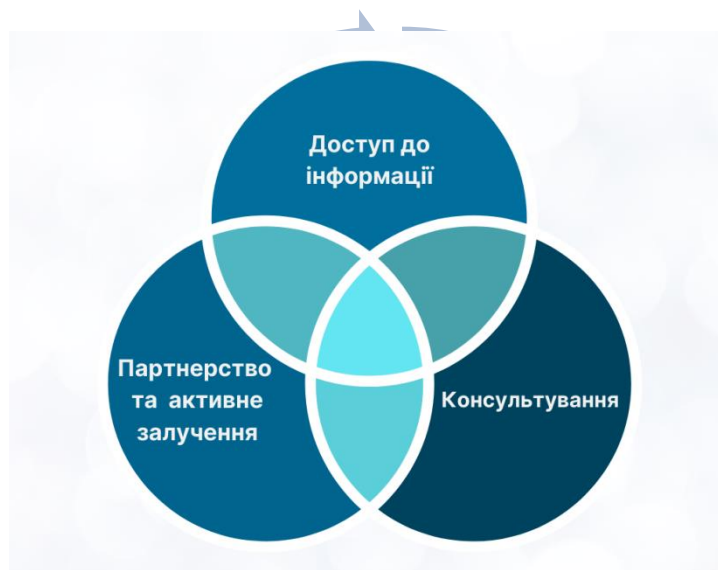 Доступ до
інформації
Партнерство
та активне
залучення
Консультування